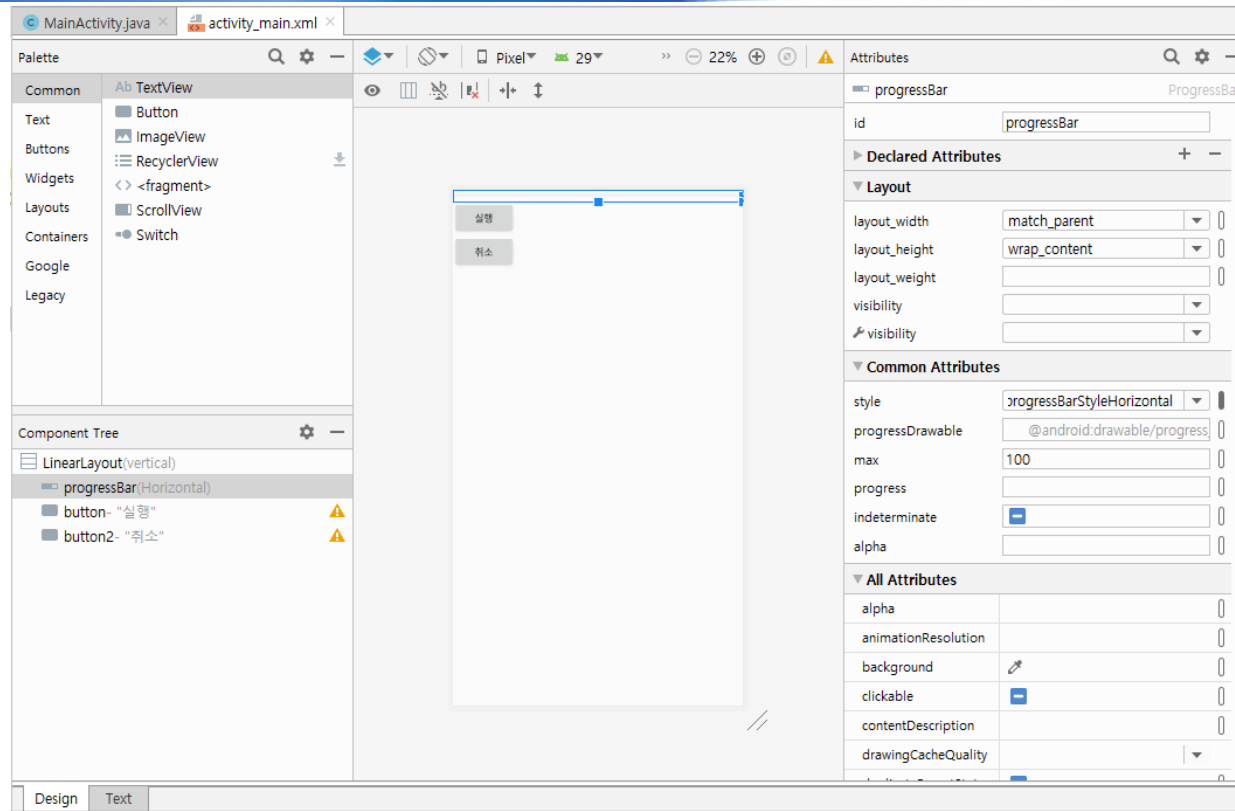 MainActivity.java
activity_main.xml
Palette
Common
Text
Buttons
Widgets
Layouts
Containers
Google
Legacy
Ab TextView
Button
ImageView
RecyclerView
<fragment>
ScrollView
Switch
Component Tree
LinearLayout(vertical)
progressBar(Horizontal)
button- "실행"
button2- "취소"
Pixel
29
22%
실행
취소
Attributes
progressBar ProgressBa
id progressBar
Declared Attributes
Layout
layout_width match_parent
layout_height wrap_content
layout_weight
visibility
visibility
Common Attributes
style progressBarStyleHorizontal
progressDrawable @android:drawable/progress
max 100
progress
indeterminate
alpha
All Attributes
alpha
animationResolution
background
clickable
contentDescription
drawingCacheQuality
Design Text